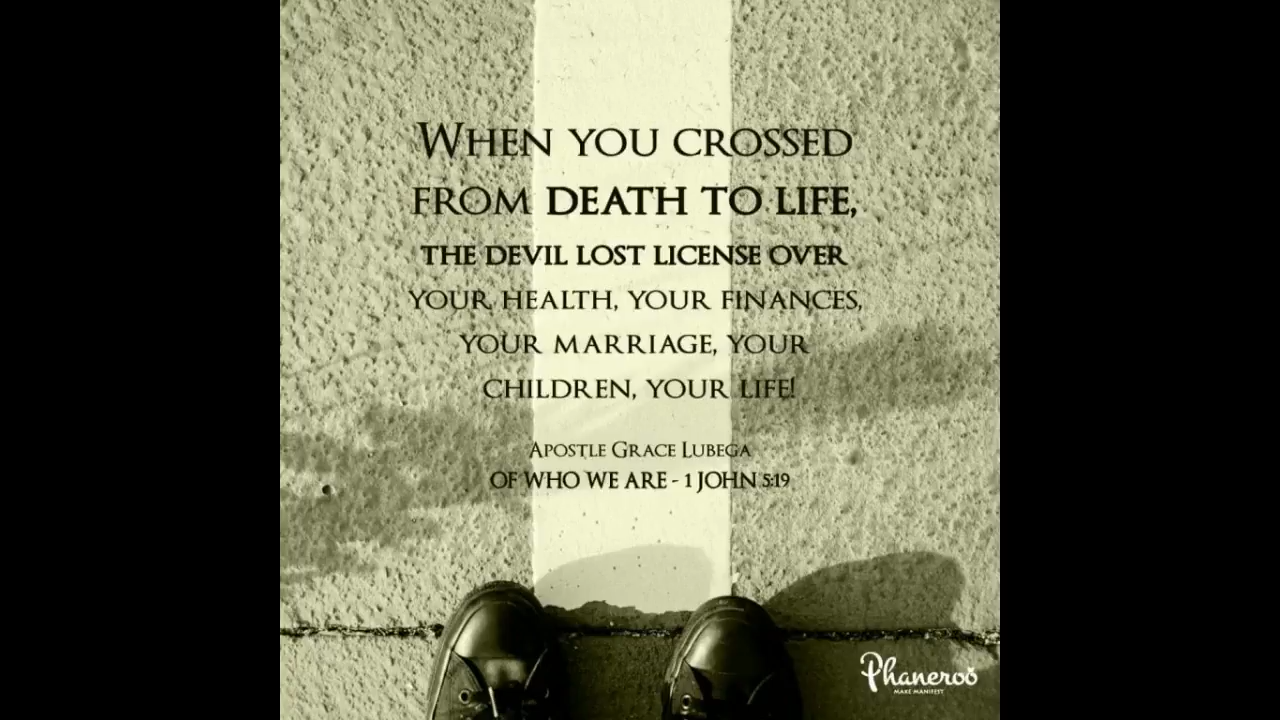 WHEN YOU CROSSED
FROM DEATH TO LIFE,
THE DEVIL LOST LICENSE OVER
YOUR HEALTH, YOUR FINANCES,
YOUR MARRIAGE, YOUR
CHILDREN, YOUR LIFE!
APOSTLE GRACE LUBEGA
OF WHO WE ARE - 1 JOHN 5:19
Phaneroo
MAKE MANIFEST